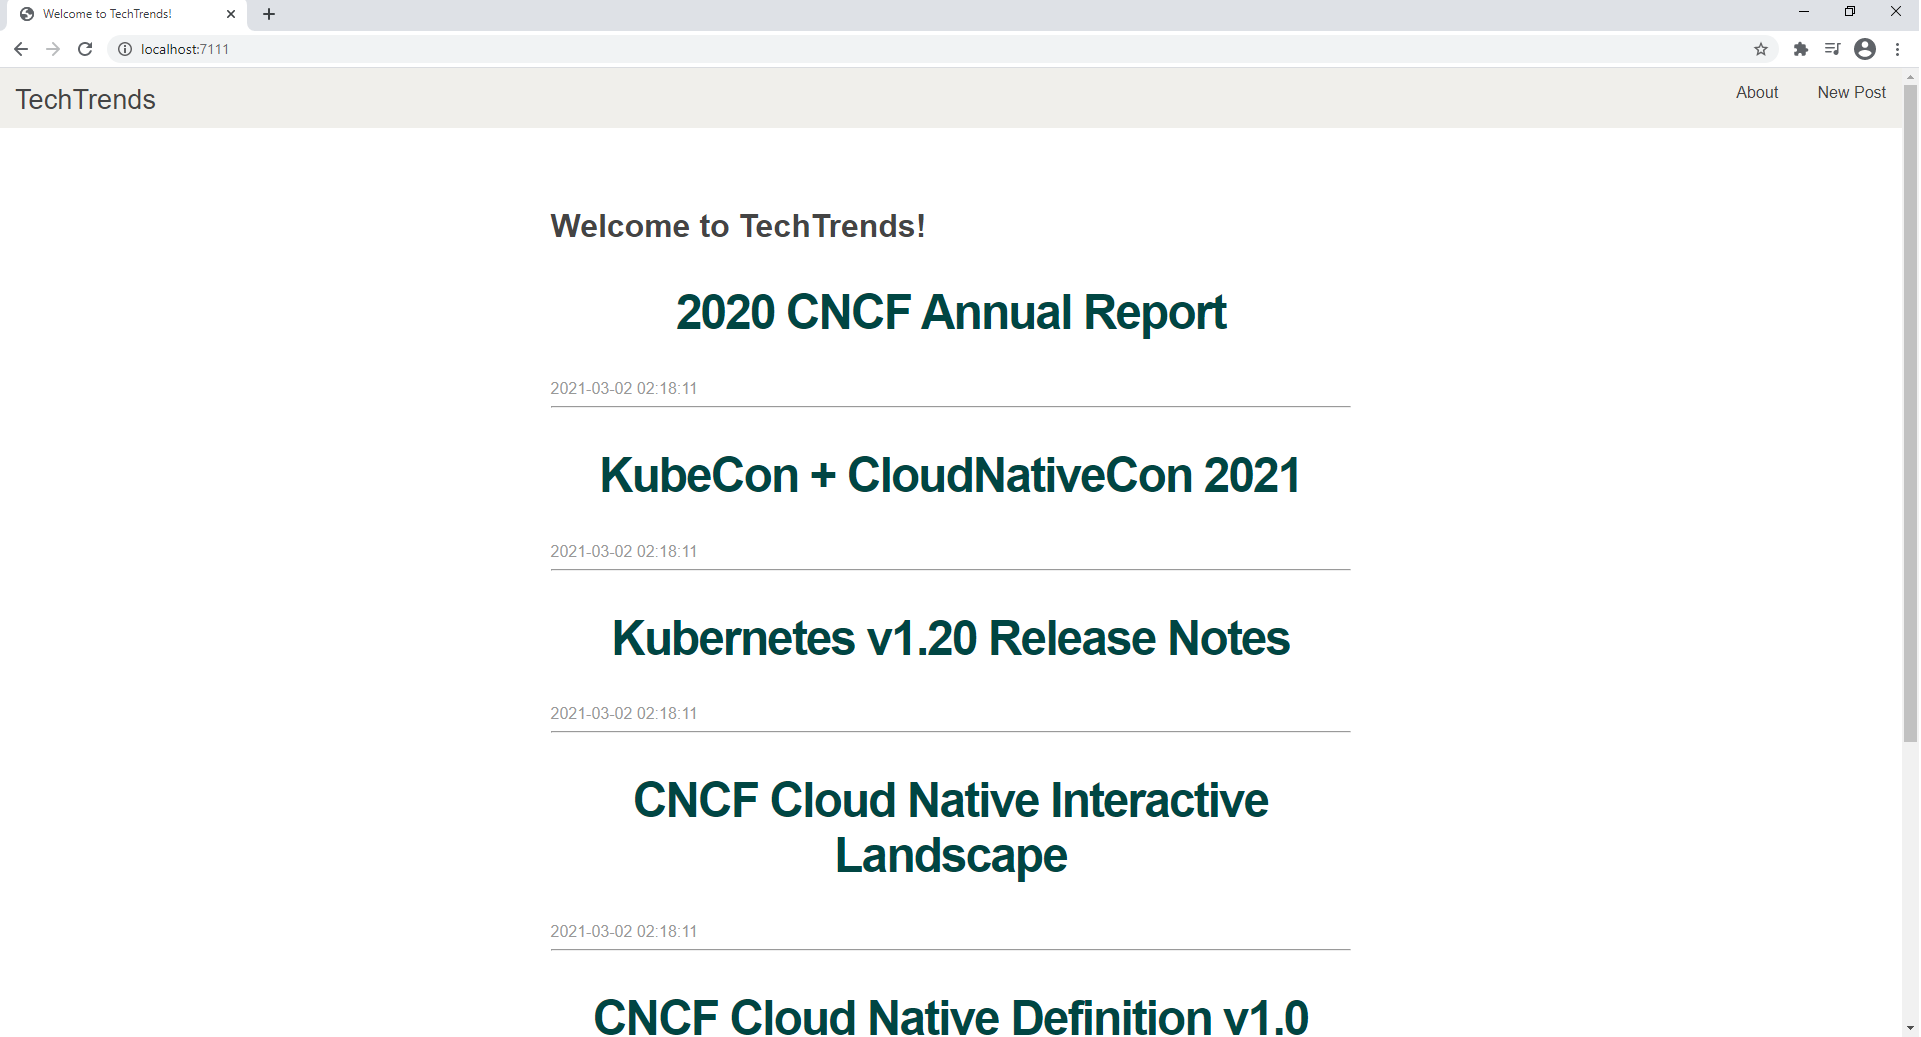 Welcome to TechTrends!
localhost:7111
TechTrends
About
New Post
Welcome to TechTrends!
2020 CNCF Annual Report
2021-03-02 02:18:11
KubeCon + CloudNativeCon 2021
2021-03-02 02:18:11
Kubernetes v1.20 Release Notes
2021-03-02 02:18:11
CNCF Cloud Native Interactive
Landscape
2021-03-02 02:18:11
CNCF Cloud Native Definition v1.0